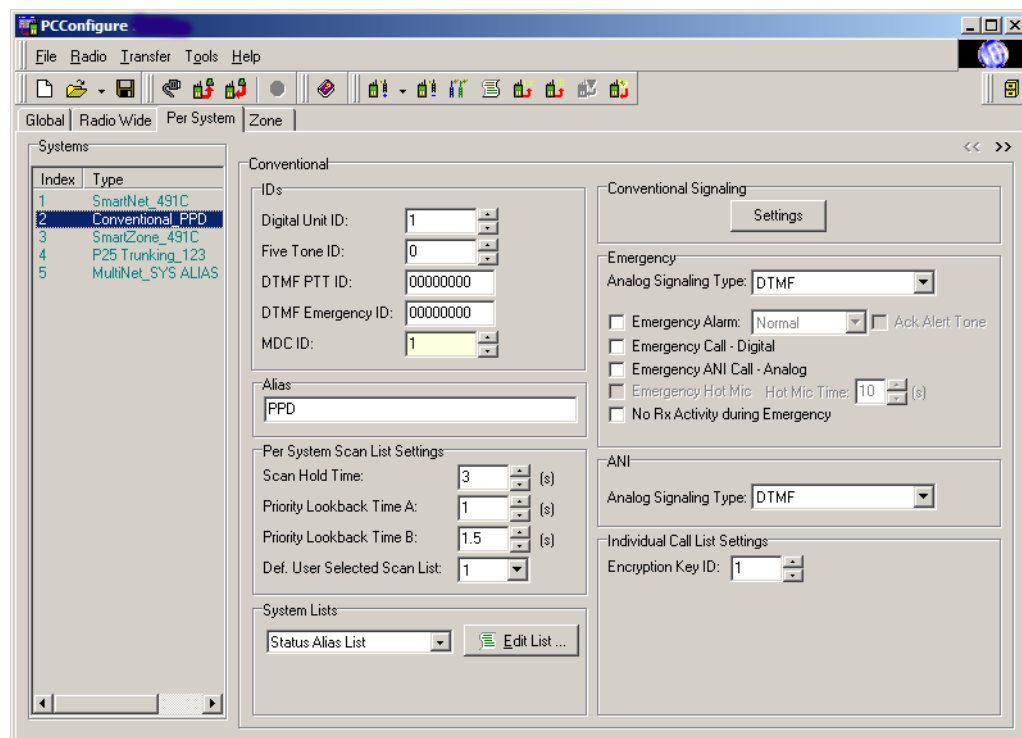 PCConfigure
File Radio Transfer Tools Help
Global Radio Wide Per System Zone
Systems
<< >>
Index Type
1 SmartNet_491C
2 Conventional_PPD
3 SmartZone_491C
4 P25 Trunking_123
5 MultiNet_SYS ALIAS
Conventional
IDs
Digital Unit ID: 1
Five Tone ID: 0
DTMF PTT ID: 00000000
DTMF Emergency ID: 00000000
MDC ID: 1
Alias
PPD
Per System Scan List Settings
Scan Hold Time: 3 (s)
Priority Lookback Time A: 1 (s)
Priority Lookback Time B: 1.5 (s)
Def. User Selected Scan List: 1
System Lists
Status Alias List Edit List ...
Conventional Signaling
Settings
Emergency
Analog Signaling Type: DTMF
Emergency Alarm: Normal Ack Alert Tone
Emergency Call - Digital
Emergency ANI Call - Analog
Emergency Hot Mic Hot Mic Time: 10 (s)
No Rx Activity during Emergency
ANI
Analog Signaling Type: DTMF
Individual Call List Settings
Encryption Key ID: 1